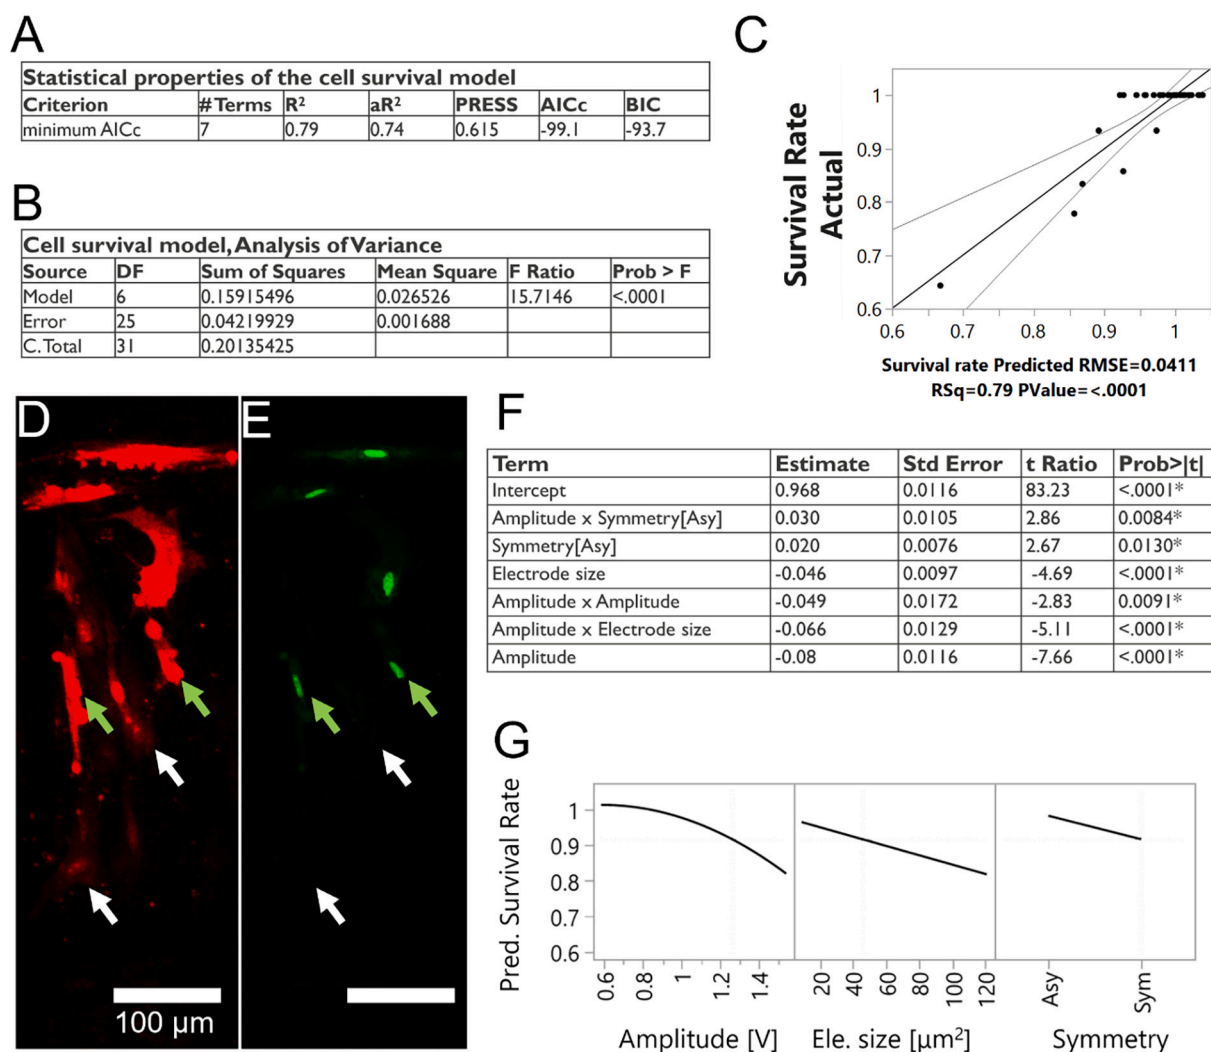 A
Statistical properties of the cell survival model
Criterion # Terms R² aR² PRESS AICc BIC
minimum AICc 7 0.79 0.74 0.615 -99.1 -93.7
B
Cell survival model, Analysis of Variance
Source DF Sum of Squares Mean Square F Ratio Prob > F
Model 6 0.15915496 0.026526 15.7146 <.0001
Error 25 0.04219929 0.001688
C. Total 31 0.20135425
C
Survival Rate
Actual
1
0.9
0.8
0.7
0.6
0.6 0.7 0.8 0.9 1
Survival rate Predicted RMSE=0.0411
RSq=0.79 PValue=<.0001
D
100 µm
E
F
Term Estimate Std Error t Ratio Prob>|t|
Intercept 0.968 0.0116 83.23 <.0001*
Amplitude x Symmetry[Asy] 0.030 0.0105 2.86 0.0084*
Symmetry[Asy] 0.020 0.0076 2.67 0.0130*
Electrode size -0.046 0.0097 -4.69 <.0001*
Amplitude x Amplitude -0.049 0.0172 -2.83 0.0091*
Amplitude x Electrode size -0.066 0.0129 -5.11 <.0001*
Amplitude -0.08 0.0116 -7.66 <.0001*
G
Pred. Survival Rate
1
0.9
0.8
0.7
0.6
0.6 0.8 1 1.2 1.4
Amplitude [V]
20 40 60 80 100 120
Ele. size [µm²]
Asy Sym
Symmetry